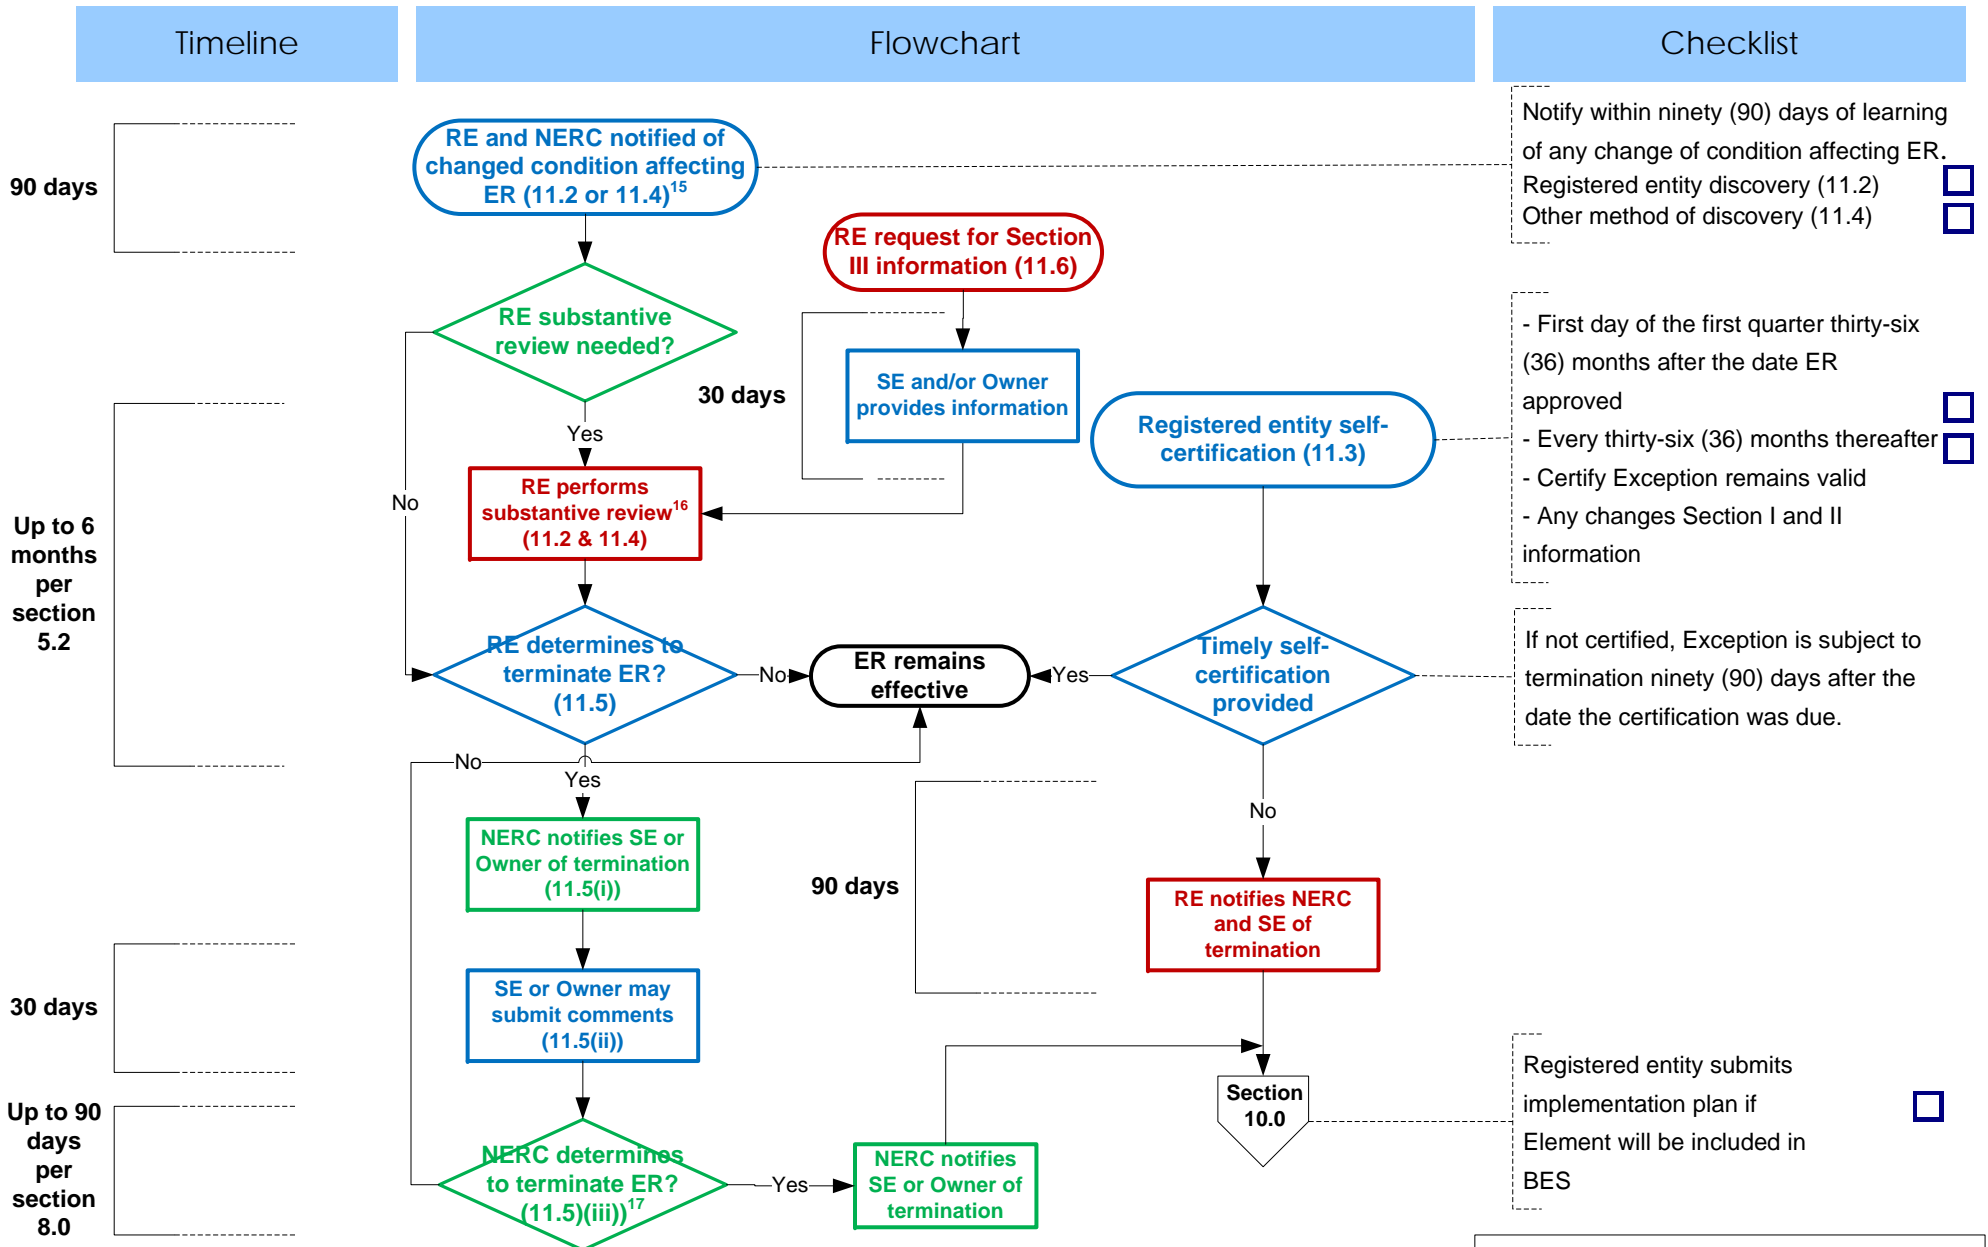 Timeline
Flowchart
Checklist
90 days
RE and NERC notified of
changed condition affecting
ER (11.2 or 11.4)15
Notify within ninety (90) days of learning
of any change of condition affecting ER.
Registered entity discovery (11.2)
Other method of discovery (11.4)
RE request for Section
III information (11.6)
RE substantive
review needed?
30 days
SE and/or Owner
provides information
Registered entity self-
certification (11.3)
- First day of the first quarter thirty-six
(36) months after the date ER
approved
- Every thirty-six (36) months thereafter
- Certify Exception remains valid
- Any changes Section I and II
information
Yes
No
RE performs
substantive review16
(11.2 & 11.4)
Up to 6
months
per
section
5.2
RE determines to
terminate ER?
(11.5)
No
ER remains
effective
Yes
Timely self-
certification
provided
If not certified, Exception is subject to
termination ninety (90) days after the
date the certification was due.
No
Yes
No
NERC notifies SE or
Owner of termination
(11.5(i))
90 days
RE notifies NERC
and SE of
termination
30 days
SE or Owner may
submit comments
(11.5(ii))
Section
10.0
Registered entity submits
implementation plan if
Element will be included in
BES
Up to 90
days
per
section
8.0
NERC determines
to terminate ER?
(11.5)(iii))17
Yes
NERC notifies
SE or Owner of
termination